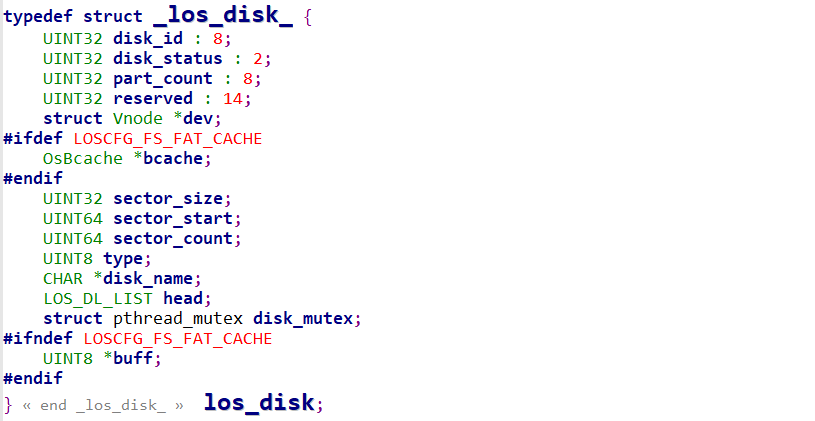 typedef struct _los_disk_ {
    UINT32 disk_id : 8;
    UINT32 disk_status : 2;
    UINT32 part_count : 8;
    UINT32 reserved : 14;
    struct Vnode *dev;
#ifdef LOSCFG_FS_FAT_CACHE
    OsBcache *bcache;
#endif
    UINT32 sector_size;
    UINT64 sector_start;
    UINT64 sector_count;
    UINT8 type;
    CHAR *disk_name;
    LOS_DL_LIST head;
    struct pthread_mutex disk_mutex;
#ifndef LOSCFG_FS_FAT_CACHE
    UINT8 *buff;
#endif
} « end _los_disk_ » los_disk;